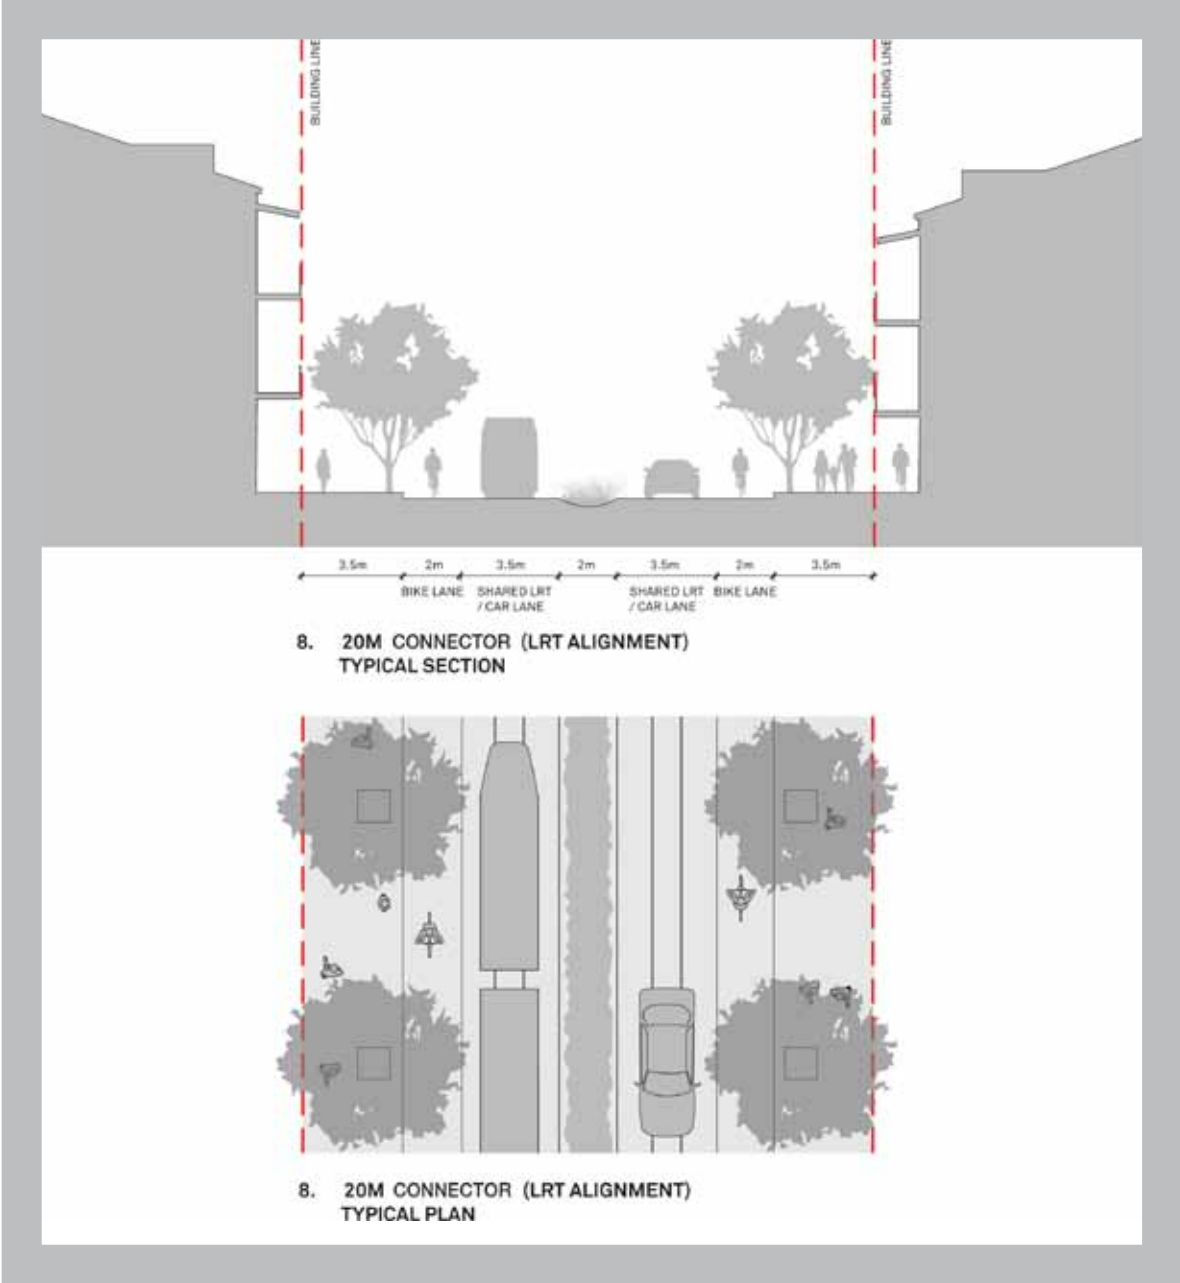 BUILDING LINE
BUILDING LINE
3.5m 2m 3.5m 2m 3.5m 2m 3.5m
BIKE LANE SHARED LRT SHARED LRT BIKE LANE
/ CAR LANE / CAR LANE
8. 20M CONNECTOR (LRT ALIGNMENT)
TYPICAL SECTION
8. 20M CONNECTOR (LRT ALIGNMENT)
TYPICAL PLAN